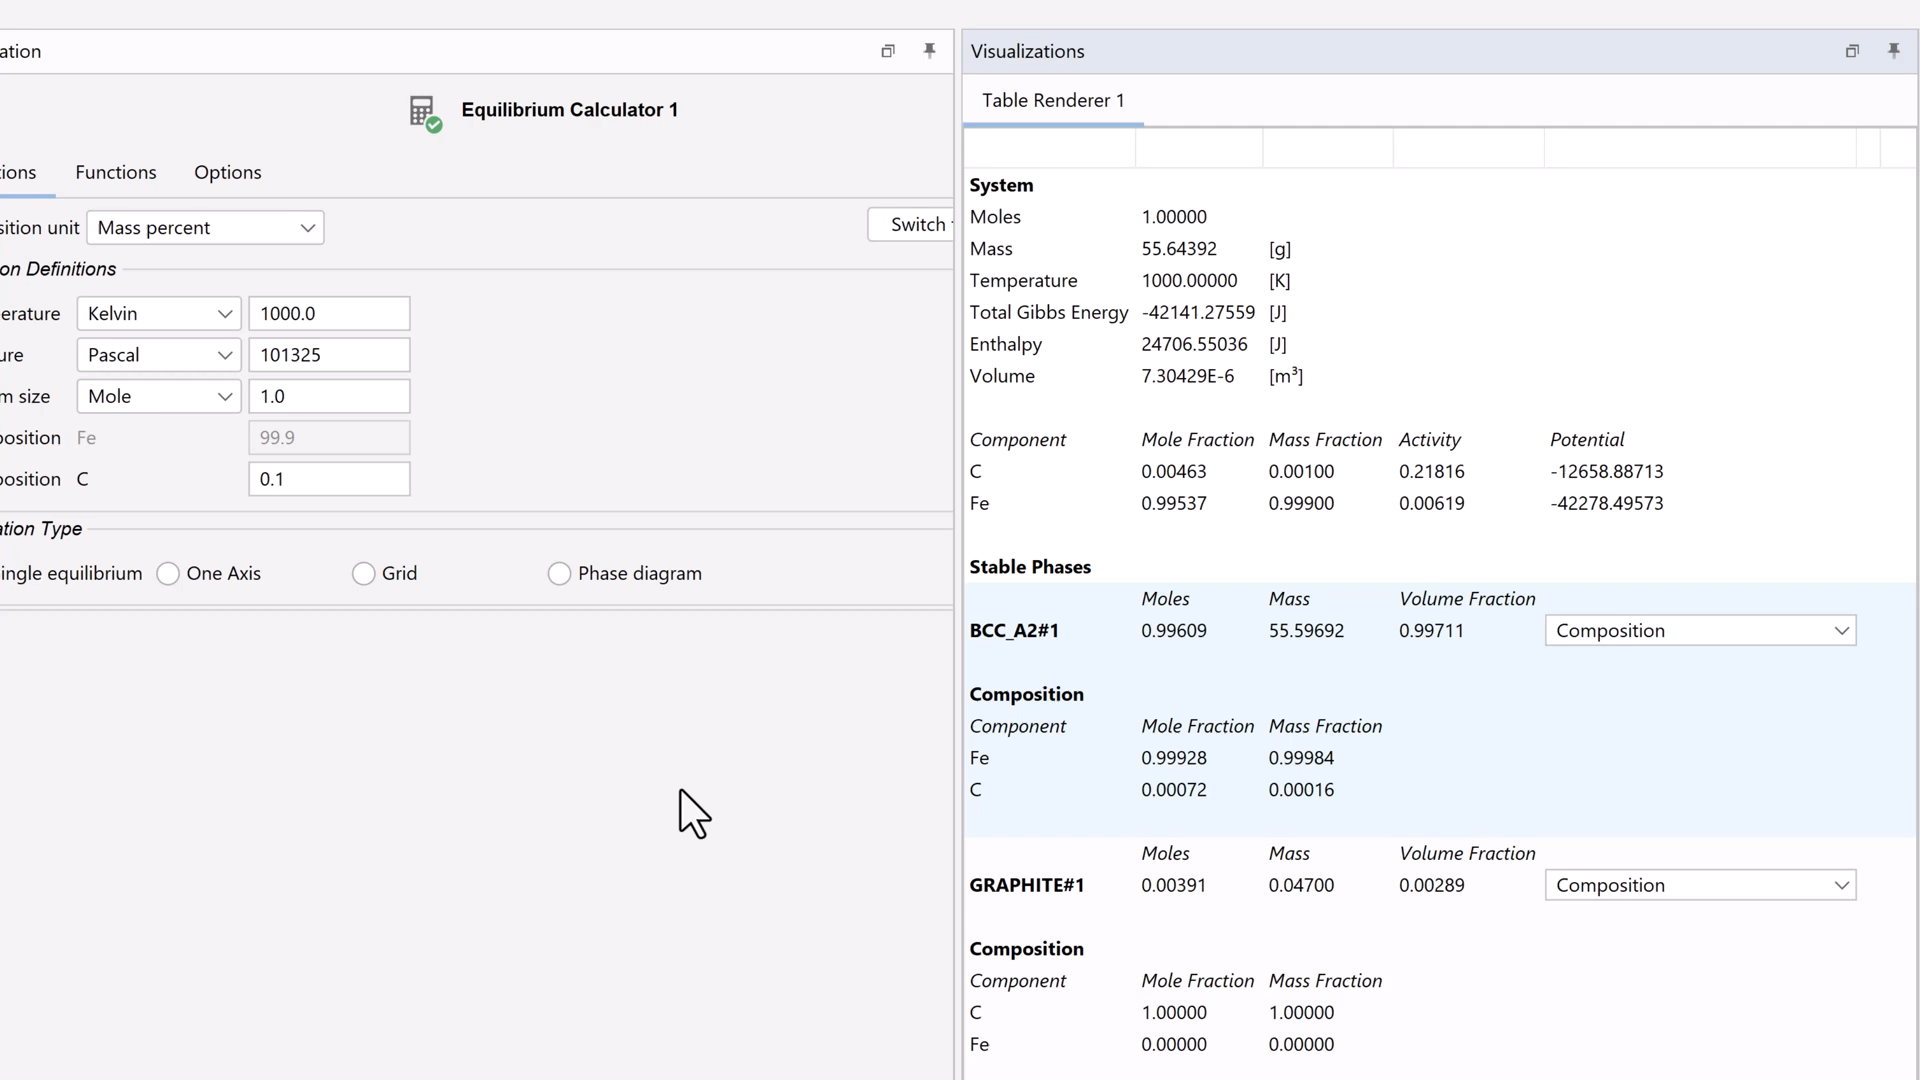 ation
Equilibrium Calculator 1
ions Functions Options
sition unit Mass percent Switch
on Definitions
erature Kelvin 1000.0
ure Pascal 101325
m size Mole 1.0
osition Fe 99.9
osition C 0.1
ation Type
ingle equilibrium One Axis Grid Phase diagram
Visualizations
Table Renderer 1
System
Moles 1.00000
Mass 55.64392 [g]
Temperature 1000.00000 [K]
Total Gibbs Energy -42141.27559 [J]
Enthalpy 24706.55036 [J]
Volume 7.30429E-6 [m³]
Component Mole Fraction Mass Fraction Activity Potential
C 0.00463 0.00100 0.21816 -12658.88713
Fe 0.99537 0.99900 0.00619 -42278.49573
Stable Phases
Moles Mass Volume Fraction
BCC_A2#1 0.99609 55.59692 0.99711 Composition
Composition
Component Mole Fraction Mass Fraction
Fe 0.99928 0.99984
C 0.00072 0.00016
Moles Mass Volume Fraction
GRAPHITE#1 0.00391 0.04700 0.00289 Composition
Composition
Component Mole Fraction Mass Fraction
C 1.00000 1.00000
Fe 0.00000 0.00000